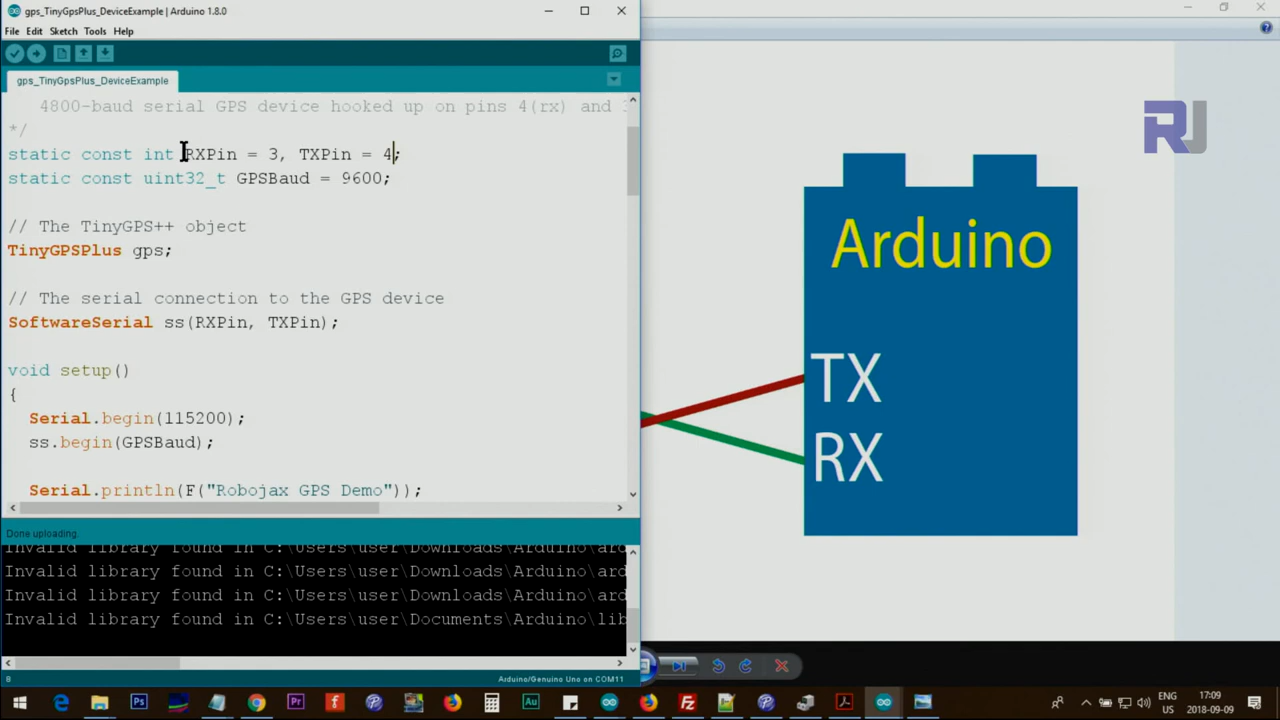 gps_TinyGpsPlus_DeviceExample | Arduino 1.8.0
File Edit Sketch Tools Help
gps_TinyGpsPlus_DeviceExample
4800-baud serial GPS device hooked up on pins 4(rx) and
*/
static const int RXPin = 3, TXPin = 4;
static const uint32_t GPSBaud = 9600;
// The TinyGPS++ object
TinyGPSPlus gps;
// The serial connection to the GPS device
SoftwareSerial ss(RXPin, TXPin);
void setup()
{
Serial.begin(115200);
ss.begin(GPSBaud);
Serial.println(F("Robojax GPS Demo"));
Done uploading.
Invalid library found in C:\Users\user\Downloads\Arduino\ard
Invalid library found in C:\Users\user\Downloads\Arduino\ard
Invalid library found in C:\Users\user\Downloads\Arduino\ard
Invalid library found in C:\Users\user\Documents\Arduino\lib
8
Arduino/Genuino Uno on COM11
RJ
Arduino
TX
RX
Ps
Pr
Au
Fz
ENG
US
17:09
2018-09-09